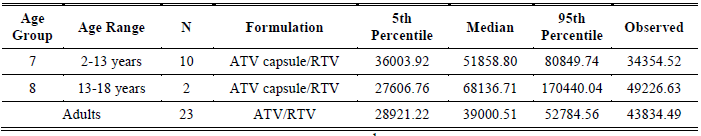 Age Group Age Range N Formulation 5th Percentile Median 95th Percentile Observed
7 2-13 years 10 ATV capsule/RTV 36003.92 51858.80 80849.74 34354.52
8 13-18 years 2 ATV capsule/RTV 27606.76 68136.71 170440.04 49226.63
Adults 23 ATV/RTV 28921.22 39000.51 52784.56 43834.49